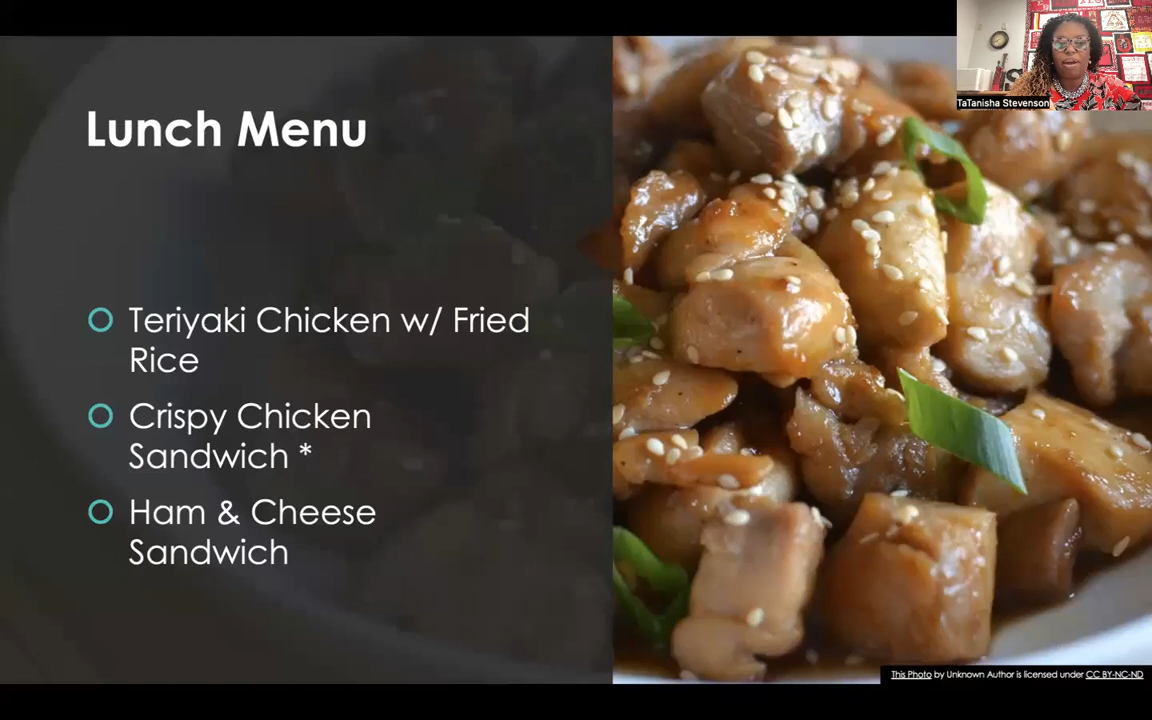 TaTanisha Stevenson
Lunch Menu
Teriyaki Chicken w/ Fried
Rice
Crispy Chicken
Sandwich *
Ham & Cheese
Sandwich
This Photo by Unknown Author is licensed under CC BY-NC-ND